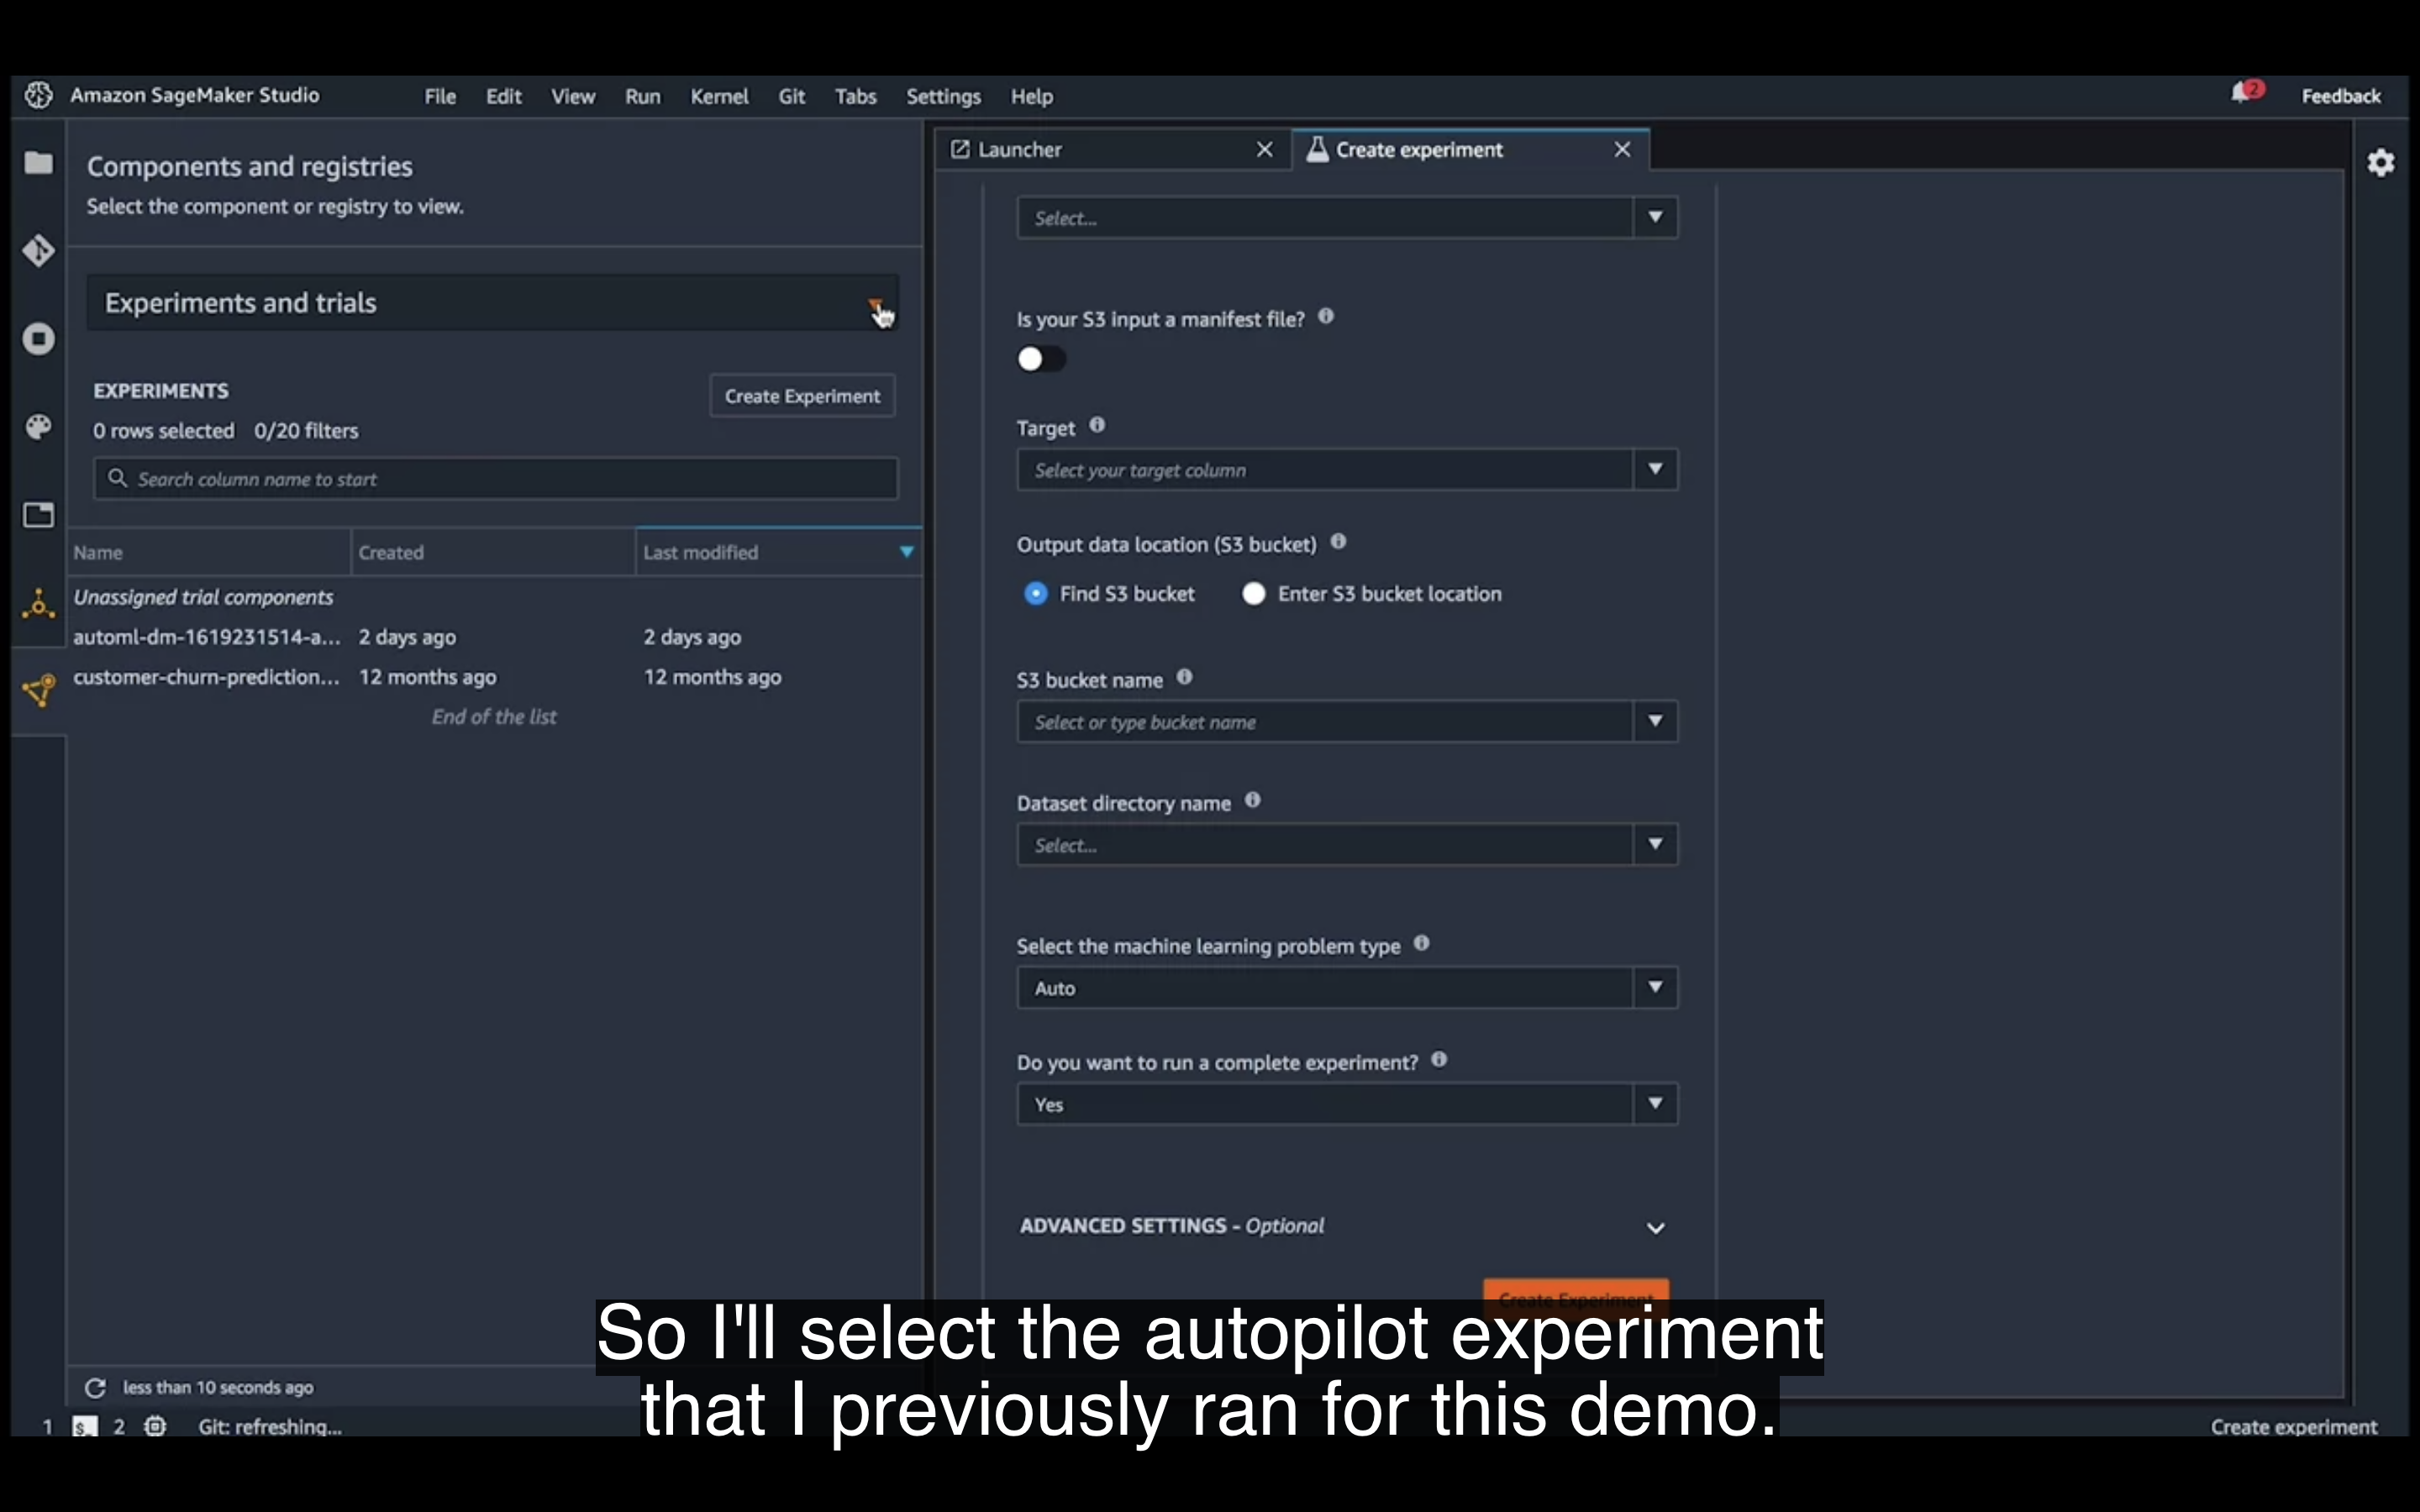 Amazon SageMaker Studio File Edit View Run Kernel Git Tabs Settings Help 2 Feedback
Components and registries
Select the component or registry to view.
Experiments and trials
EXPERIMENTS
Create Experiment
0 rows selected 0/20 filters
Search column name to start
Name Created Last modified
Unassigned trial components
automl-dm-1619231514-a... 2 days ago 2 days ago
customer-churn-prediction... 12 months ago 12 months ago
End of the list
less than 10 seconds ago
Launcher
Create experiment
Select...
Is your S3 input a manifest file?
Target
Select your target column
Output data location (S3 bucket)
Find S3 bucket Enter S3 bucket location
S3 bucket name
Select or type bucket name
Dataset directory name
Select...
Select the machine learning problem type
Auto
Do you want to run a complete experiment?
Yes
ADVANCED SETTINGS - Optional
Create Experiment
So I'll select the autopilot experiment
that I previously ran for this demo.
1 $_ 2 Git: refreshing... Create experiment